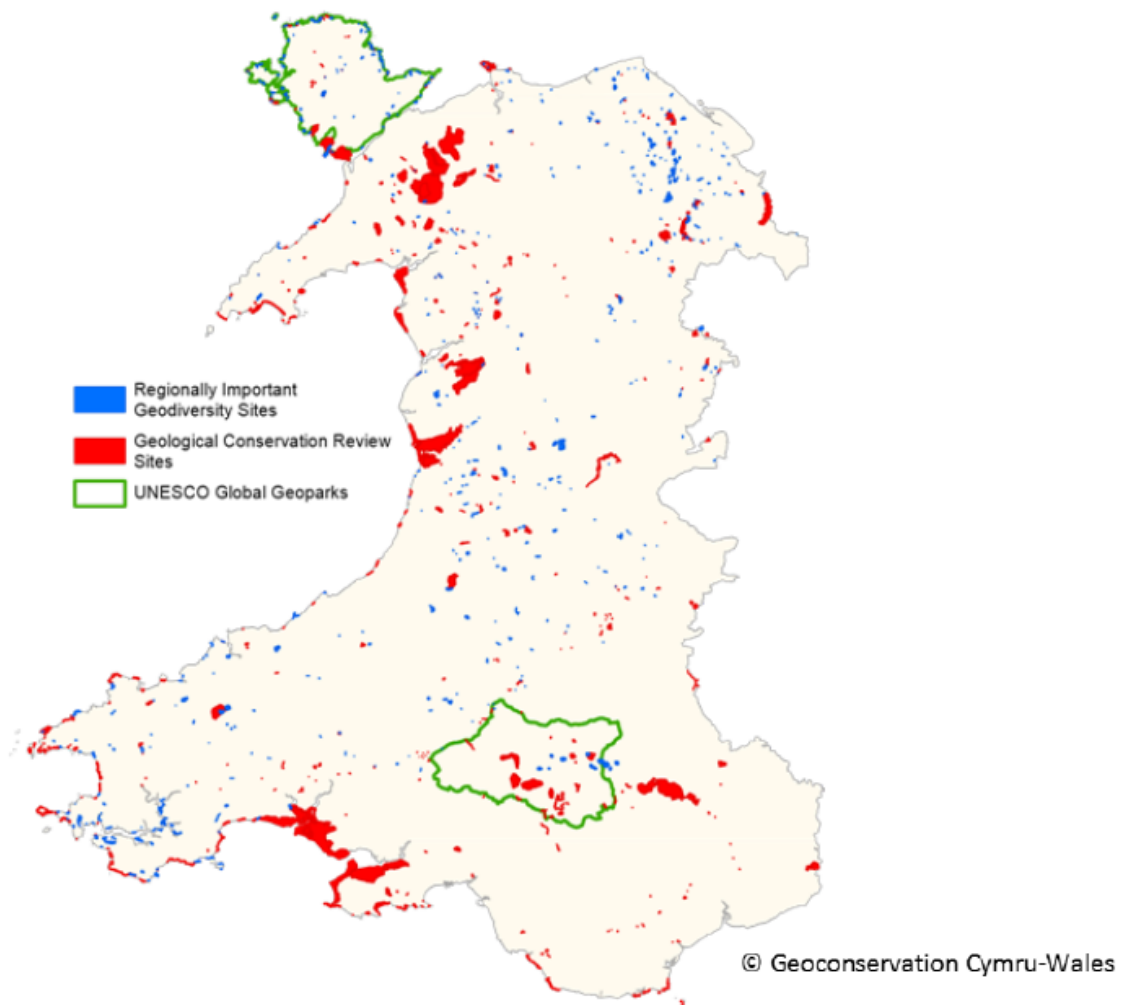 Regionally Important
Geodiversity Sites
Geological Conservation Review
Sites
UNESCO Global Geoparks
© Geoconservation Cymru-Wales